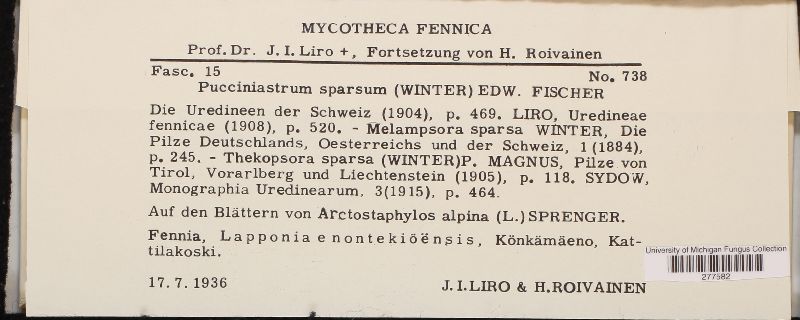 MYCOTHECA FENNICA
Prof. Dr. J. I. Liro +, Fortsetzung von H. Roivainen
Fasc. 15
No. 738
Pucciniastrum sparsum (WINTER) EDW. FISCHER
Die Uredineen der Schweiz (1904), p. 469. LIRO, Uredineae
fennicae (1908), p. 520. - Melampsora sparsa WINTER, Die
Pilze Deutschlands, Oesterreichs und der Schweiz, 1 (1884),
p. 245. - Thekopsora sparsa (WINTER)P. MAGNUS, Pilze von
Tirol, Vorarlberg und Liechtenstein (1905), p. 118. SYDOW,
Monographia Uredinearum, 3(1915), p. 464.
Auf den Blättern von Arctostaphylos alpina (L.) SPRENGER.
Fennia, Lapponia enontekiöënsis, Könkämäeno, Kat-
tilakoski.
17. 7. 1936
J. I. LIRO & H. ROIVAINEN
University of Michigan Fungus Collection
277582